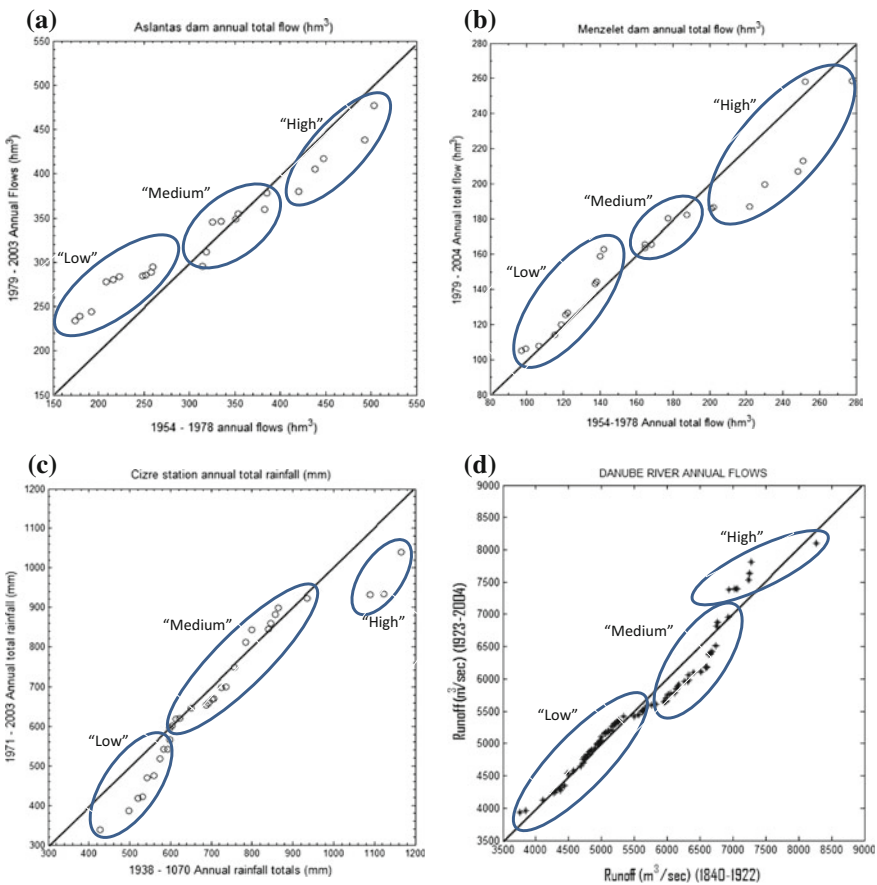 (a)
Aslantas dam annual total flow (hm³)
550
500
450
400
350
300
250
200
150
1979 - 2003 Annual Flows (hm³)
"Low"
"Medium"
"High"
150 200 250 300 350 400 450 500 550
1954 - 1978 annual flows (hm³)
(b)
Menzelet dam annual total flow (hm³)
280
260
240
220
200
180
160
140
120
100
80
1979 - 2004 Annual total flow (hm³)
"Low"
"Medium"
"High"
80 100 120 140 160 180 200 220 240 260 280
1954-1978 Annual total flow (hm³)
(c)
Cizre station annual total rainfall (mm)
1200
1100
1000
900
800
700
600
500
400
300
1971 - 2003 Annual total rainfall (mm)
"Low"
"Medium"
"High"
300 400 500 600 700 800 900 1000 1100 1200
1938 - 1070 Annual rainfall totals (mm)
(d)
DANUBE RIVER ANNUAL FLOWS
9000
8500
8000
7500
7000
6500
6000
5500
5000
4500
4000
3500
Runoff (m³/sec) (1923-2004)
"Low"
"Medium"
"High"
3500 4000 4500 5000 5500 6000 6500 7000 7500 8000 8500 9000
Runoff (m³/sec) (1840-1922)